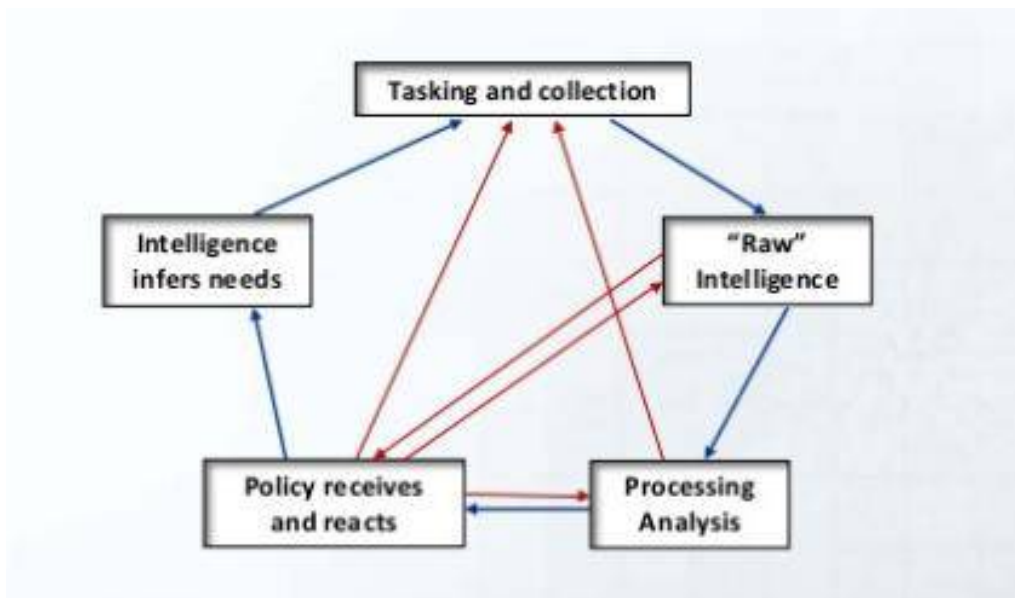 Tasking and collection
Intelligence
infers needs
“Raw”
Intelligence
Policy receives
and reacts
Processing
Analysis